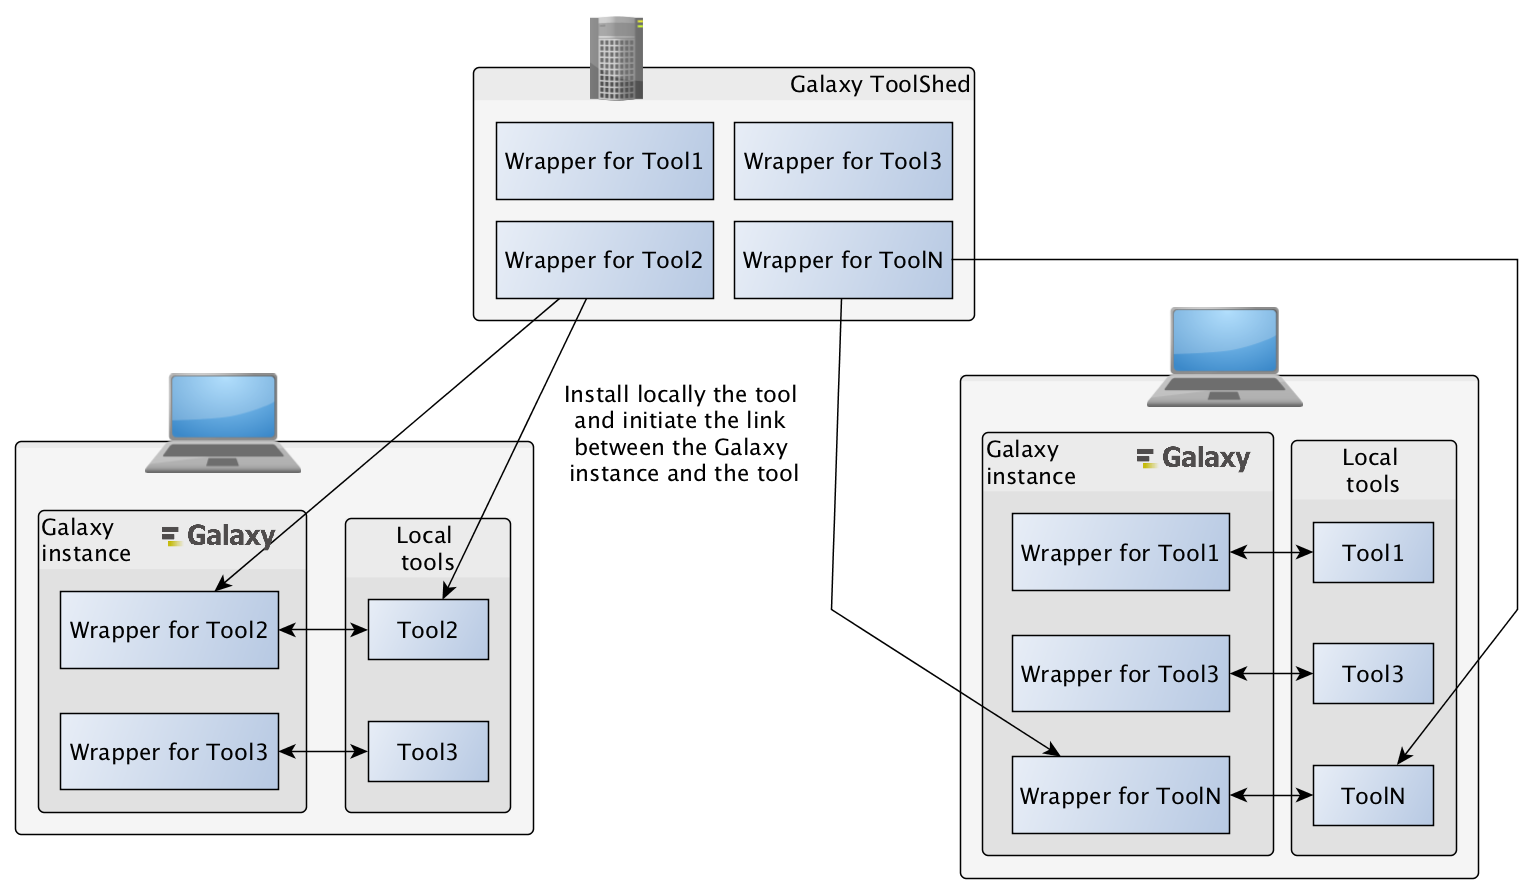 Galaxy ToolShed
Wrapper for Tool1
Wrapper for Tool3
Wrapper for Tool2
Wrapper for ToolN
Install locally the tool
and initiate the link
between the Galaxy
instance and the tool
Galaxy
instance
Galaxy
Local
tools
Wrapper for Tool2
Tool2
Wrapper for Tool3
Tool3
Galaxy
instance
Galaxy
Local
tools
Wrapper for Tool1
Tool1
Wrapper for Tool3
Tool3
Wrapper for ToolN
ToolN